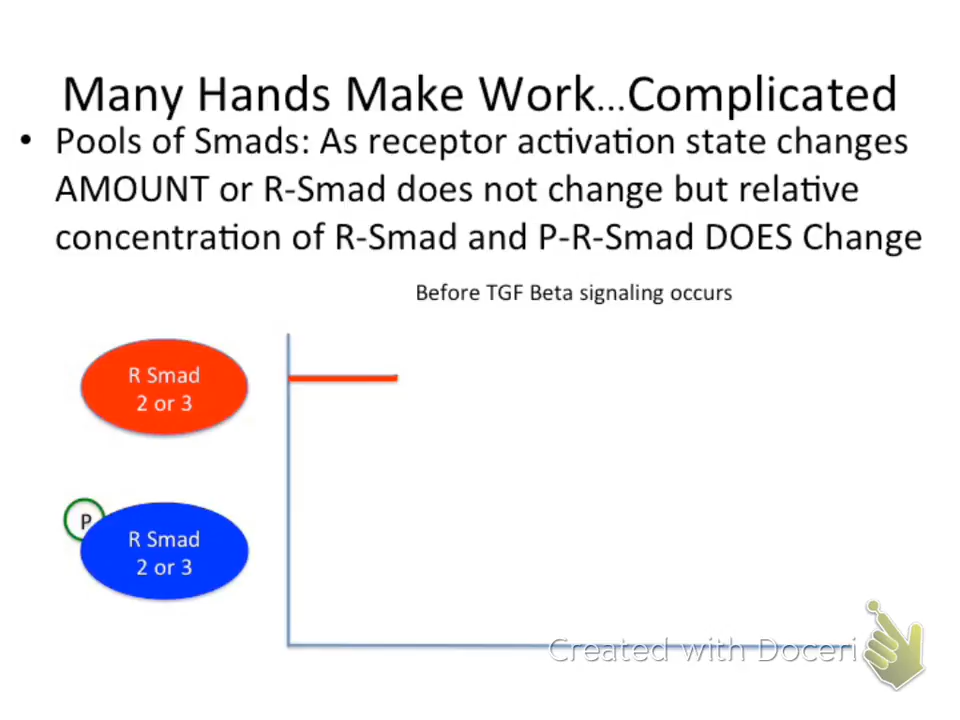 Many Hands Make Work...Complicated
• Pools of Smads: As receptor activation state changes
AMOUNT or R-Smad does not change but relative
concentration of R-Smad and P-R-Smad DOES Change
Before TGF Beta signaling occurs
R Smad
2 or 3
P
R Smad
2 or 3
Created with Doceri